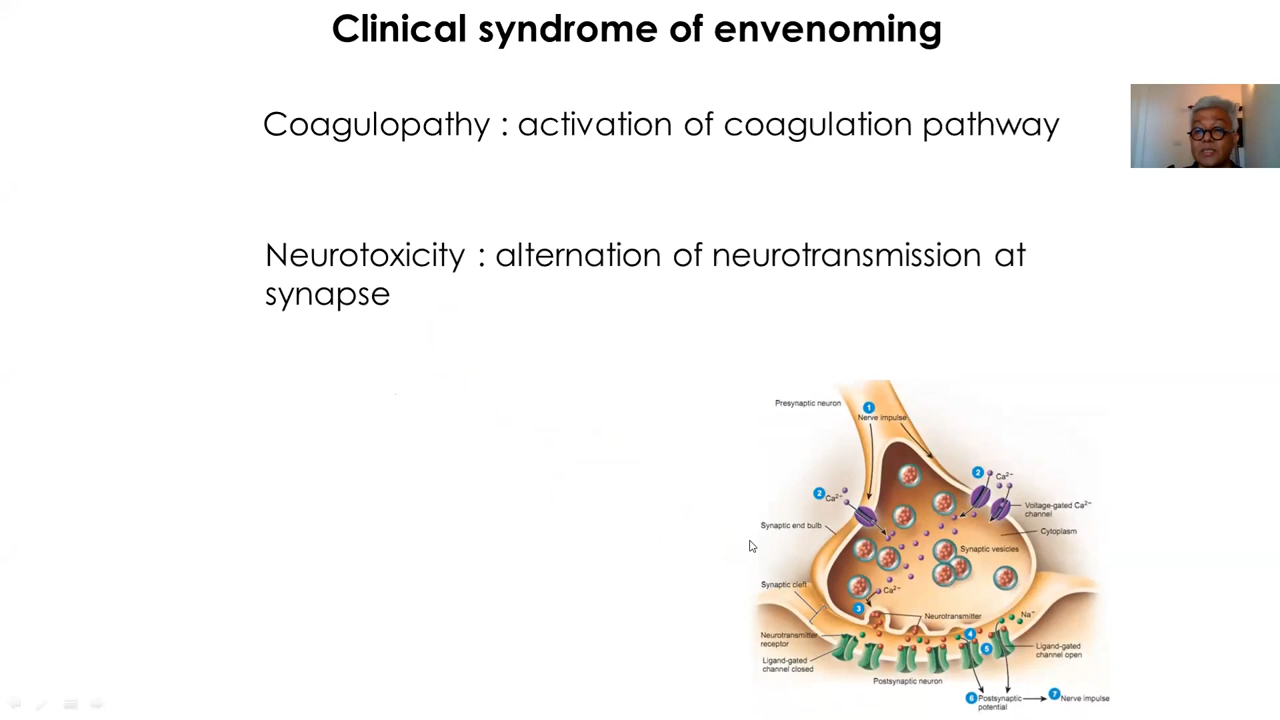 Clinical syndrome of envenoming
Coagulopathy : activation of coagulation pathway
Neurotoxicity : alternation of neurotransmission at
synapse
Presynaptic neuron
1
Nerve impulse
2
Ca²⁻
2
Ca²⁻
Voltage-gated Ca²⁻
channel
Synaptic end bulb
Cytoplasm
Synaptic vesicles
Synaptic cleft
Ca²⁻
3
Neurotransmitter
Na⁺
4
5
Neurotransmitter
receptor
Ligand-gated
channel open
Ligand-gated
channel closed
Postsynaptic neuron
6
Postsynaptic
potential
7
Nerve impulse